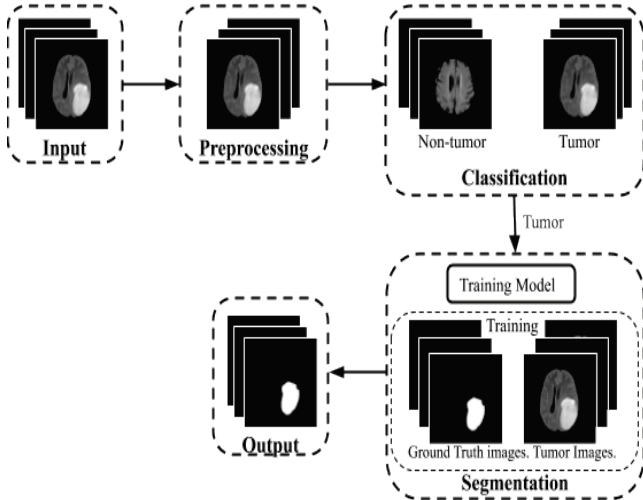 Input
Preprocessing
Non-tumor
Tumor
Classification
Tumor
Training Model
Training
Ground Truth images. Tumor Images.
Segmentation
Output